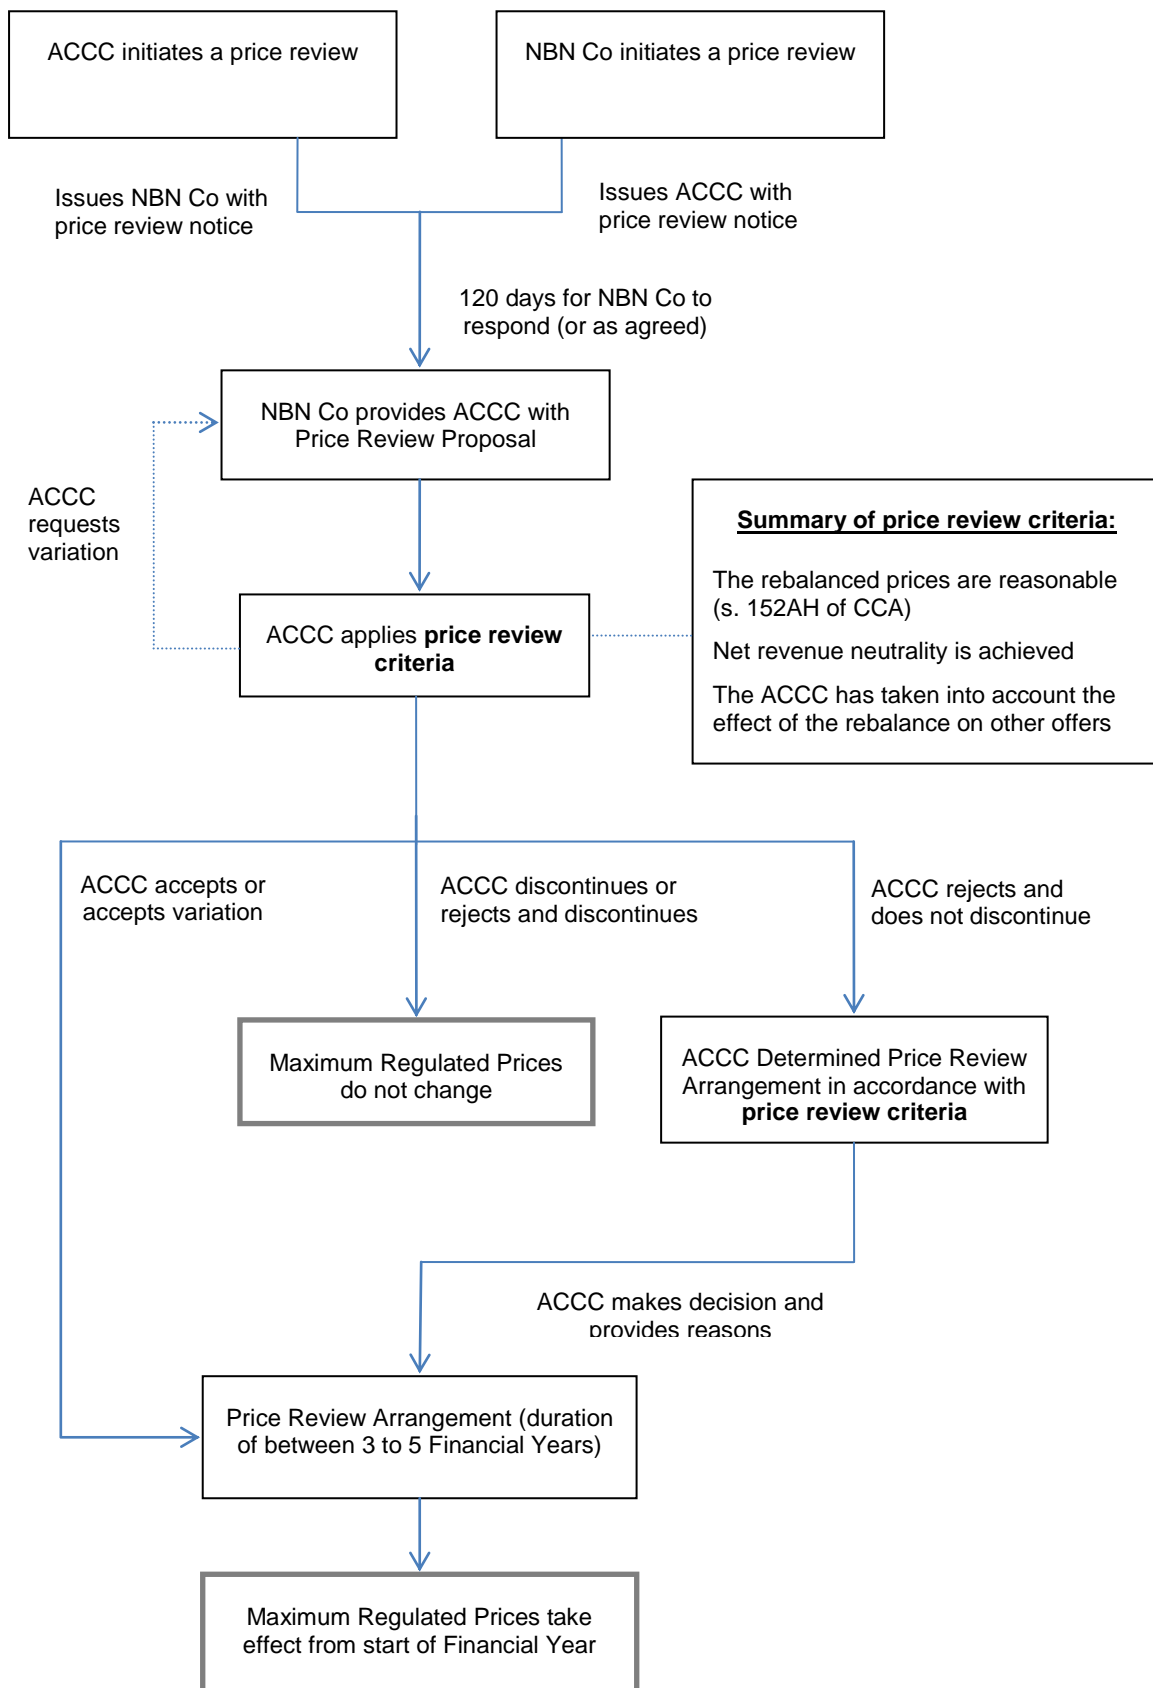 ACCC initiates a price review
NBN Co initiates a price review
Issues NBN Co with
price review notice
Issues ACCC with
price review notice
120 days for NBN Co to
respond (or as agreed)
NBN Co provides ACCC with
Price Review Proposal
ACCC
requests
variation
Summary of price review criteria:
The rebalanced prices are reasonable
(s. 152AH of CCA)
Net revenue neutrality is achieved
The ACCC has taken into account the
effect of the rebalance on other offers
ACCC applies price review
criteria
ACCC accepts or
accepts variation
ACCC discontinues or
rejects and discontinues
ACCC rejects and
does not discontinue
Maximum Regulated Prices
do not change
ACCC Determined Price Review
Arrangement in accordance with
price review criteria
ACCC makes decision and
provides reasons
Price Review Arrangement (duration
of between 3 to 5 Financial Years)
Maximum Regulated Prices take
effect from start of Financial Year